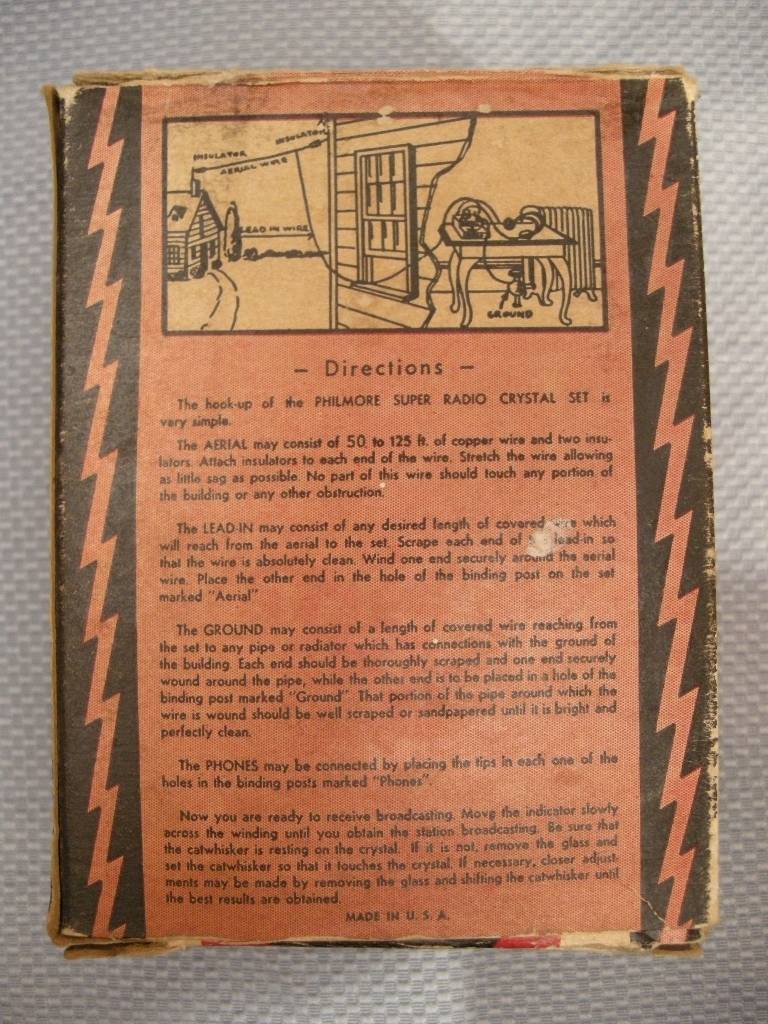 INSULATOR
INSULATOR
AERIAL WIRE
LEAD IN WIRE
GROUND
— Directions —
The hook-up of the PHILMORE SUPER RADIO CRYSTAL SET is
very simple.
The AERIAL may consist of 50 to 125 ft. of copper wire and two insu-
lators. Attach insulators to each end of the wire. Stretch the wire allowing
as little sag as possible. No part of this wire should touch any portion of
the building or any other obstruction.
The LEAD-IN may consist of any desired length of covered wire which
will reach from the aerial to the set. Scrape each end of lead-in so
that the wire is absolutely clean. Wind one end securely around the aerial
wire. Place the other end in the hole of the binding post on the set
marked "Aerial"
The GROUND may consist of a length of covered wire reaching from
the set to any pipe or radiator which has connections with the ground of
the building. Each end should be thoroughly scraped and one end securely
wound around the pipe, while the other end is to be placed in a hole of the
binding post marked "Ground" That portion of the pipe around which the
wire is wound should be well scraped or sandpapered until it is bright and
perfectly clean.
The PHONES may be connected by placing the tips in each one of the
holes in the binding posts marked "Phones".
Now you are ready to receive broadcasting. Move the indicator slowly
across the winding until you obtain the station broadcasting. Be sure that
the catwhisker is resting on the crystal. If it is not, remove the glass and
set the catwhisker so that it touches the crystal. If necessary, closer adjust-
ments may be made by removing the glass and shifting the catwhisker until
the best results are obtained.
MADE IN U. S. A.